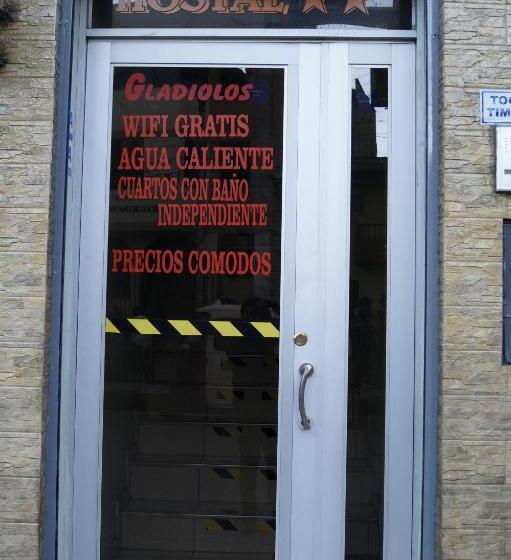 HOSTAL
GLADIOLOS
WIFI GRATIS
AGUA CALIENTE
CUARTOS CON BAÑO
INDEPENDIENTE
PRECIOS COMODOS